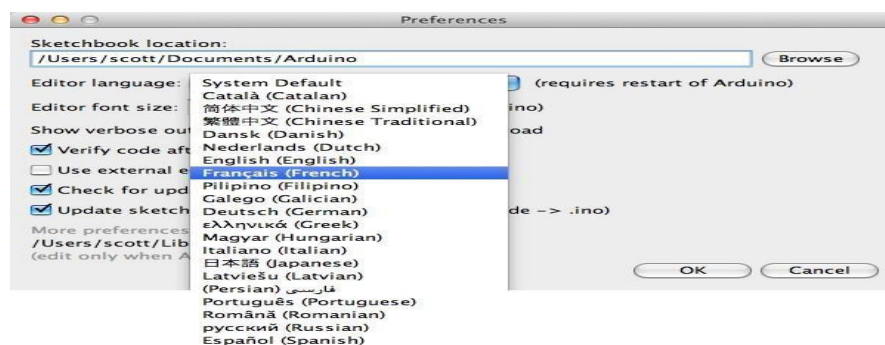 Preferences
Sketchbook location:
/Users/scott/Documents/Arduino
Browse
Editor language:
(requires restart of Arduino)
Editor font size:
ino)
Show verbose ou
oad
Verify code aft
Use external e
Check for upd
Update sketch
de -> .ino)
More preferences
/Users/scott/Lib
(edit only when A
System Default
Català (Catalan)
简体中文 (Chinese Simplified)
繁體中文 (Chinese Traditional)
Dansk (Danish)
Nederlands (Dutch)
English (English)
Français (French)
Pilipino (Filipino)
Galego (Galician)
Deutsch (German)
ελληνικά (Greek)
Magyar (Hungarian)
Italiano (Italian)
日本語 (Japanese)
Latviešu (Latvian)
(Persian) فارسی
Português (Portuguese)
Română (Romanian)
русский (Russian)
Español (Spanish)
OK
Cancel